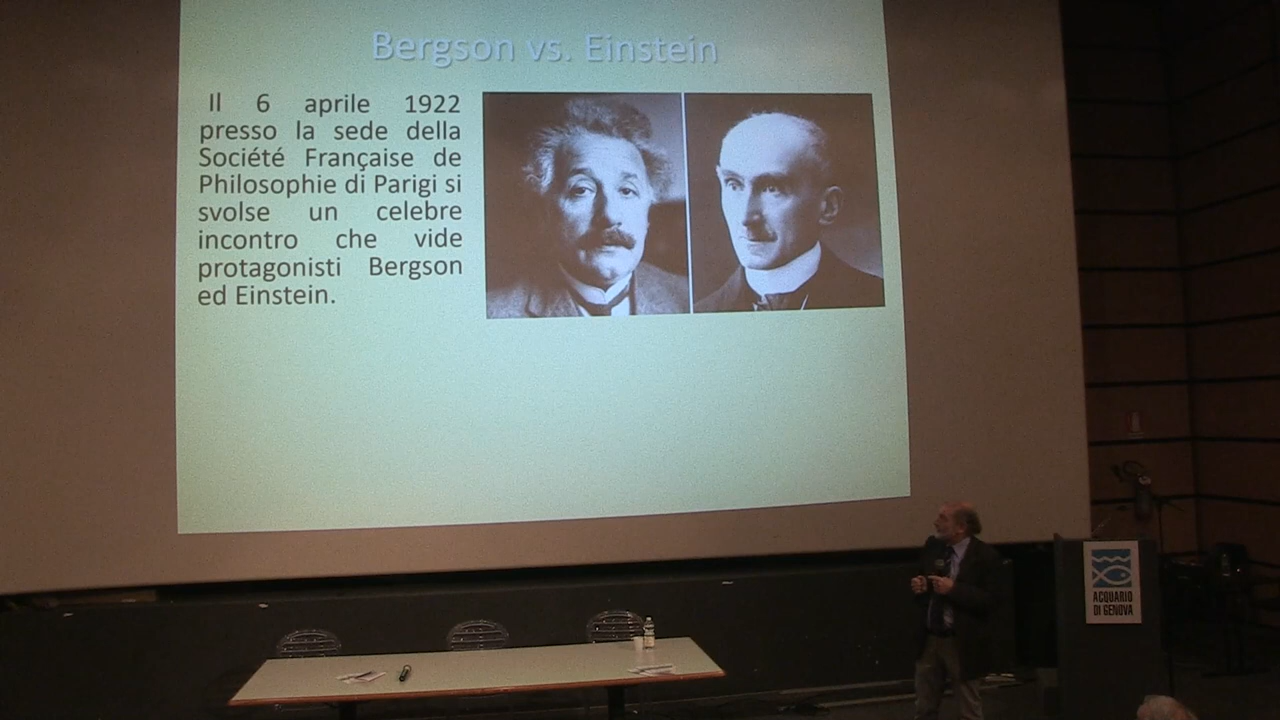 Bergson vs. Einstein
Il 6 aprile 1922
presso la sede della
Société Française de
Philosophie di Parigi si
svolse un celebre
incontro che vide
protagonisti Bergson
ed Einstein.
ACQUARIO
DI GENOVA